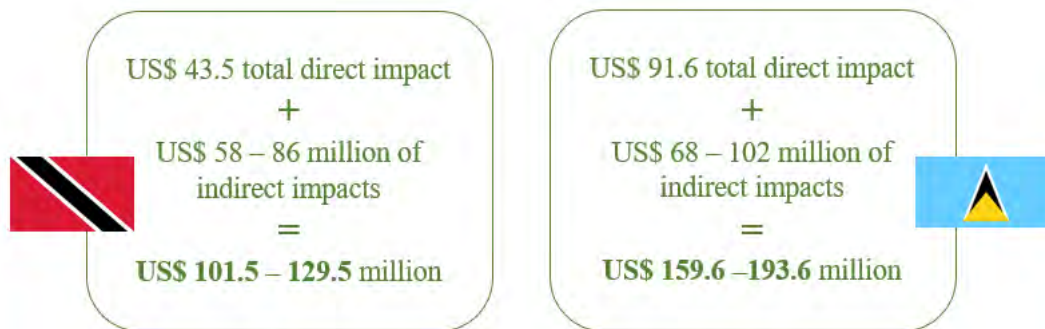 US$ 43.5 total direct impact
+
US$ 58 – 86 million of
indirect impacts
=
US$ 101.5 – 129.5 million
US$ 91.6 total direct impact
+
US$ 68 – 102 million of
indirect impacts
=
US$ 159.6 –193.6 million